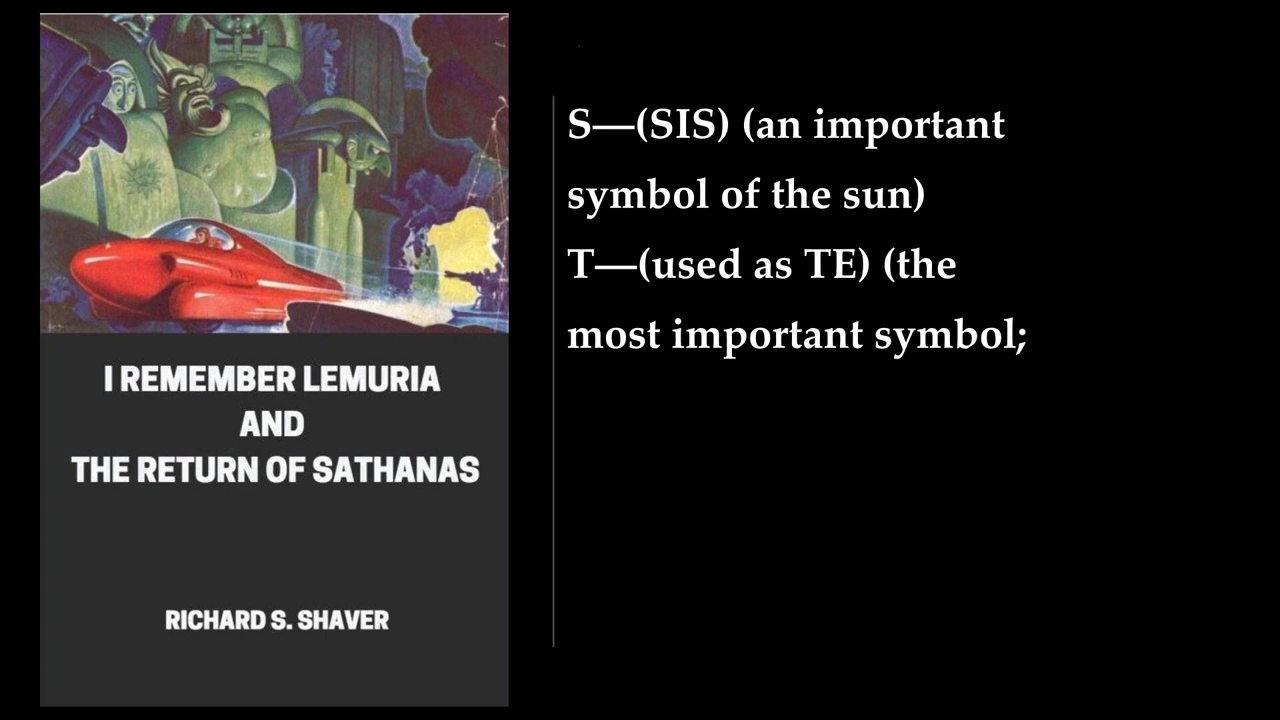 I REMEMBER LEMURIA
AND
THE RETURN OF SATHANAS
RICHARD S. SHAVER
S—(SIS) (an important
symbol of the sun)
T—(used as TE) (the
most important symbol;